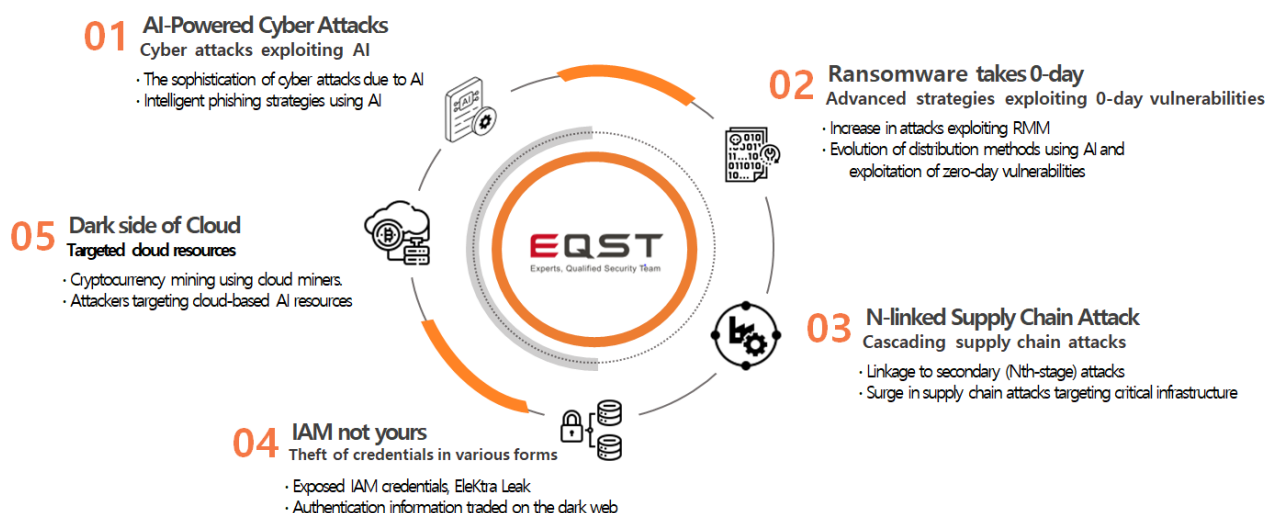 01
AI-Powered Cyber Attacks
Cyber attacks exploiting AI
· The sophistication of cyber attacks due to AI
· Intelligent phishing strategies using AI
02
Ransomware takes 0-day
Advanced strategies exploiting 0-day vulnerabilities
· Increase in attacks exploiting RMM
· Evolution of distribution methods using AI and
exploitation of zero-day vulnerabilities
03
N-linked Supply Chain Attack
Cascading supply chain attacks
· Linkage to secondary (Nth-stage) attacks
· Surge in supply chain attacks targeting critical infrastructure
04
IAM not yours
Theft of credentials in various forms
· Exposed IAM credentials, EleKtra Leak
· Authentication information traded on the dark web
05
Dark side of Cloud
Targeted cloud resources
· Cryptocurrency mining using cloud miners.
· Attackers targeting cloud-based AI resources
EQST
Experts, Qualified Security Team
AI
010
11...10
011010
10...